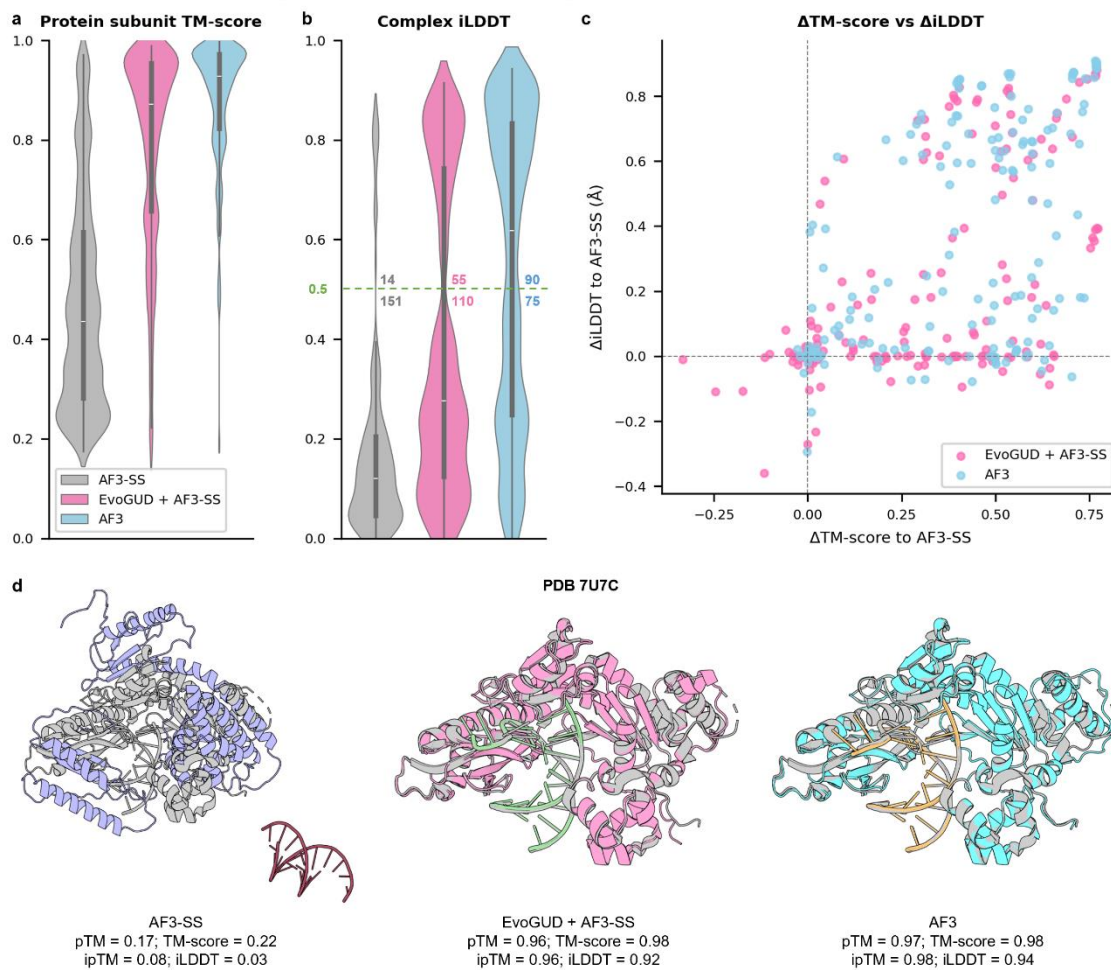 a Protein subunit TM-score
1.0
0.8
0.6
0.4
0.2
0.0
AF3-SS
EvoGUD + AF3-SS
AF3
b Complex iLDDT
1.0
0.8
0.6
0.5
0.4
0.2
0.0
14 55 90
151 110 75
c ΔTM-score vs ΔiLDDT
ΔiLDDT to AF3-SS (Å)
0.8
0.6
0.4
0.2
0.0
−0.2
−0.4
EvoGUD + AF3-SS
AF3
−0.25 0.00 0.25 0.50 0.75
ΔTM-score to AF3-SS
d PDB 7U7C
AF3-SS
pTM = 0.17; TM-score = 0.22
ipTM = 0.08; iLDDT = 0.03
EvoGUD + AF3-SS
pTM = 0.96; TM-score = 0.98
ipTM = 0.96; iLDDT = 0.92
AF3
pTM = 0.97; TM-score = 0.98
ipTM = 0.98; iLDDT = 0.94